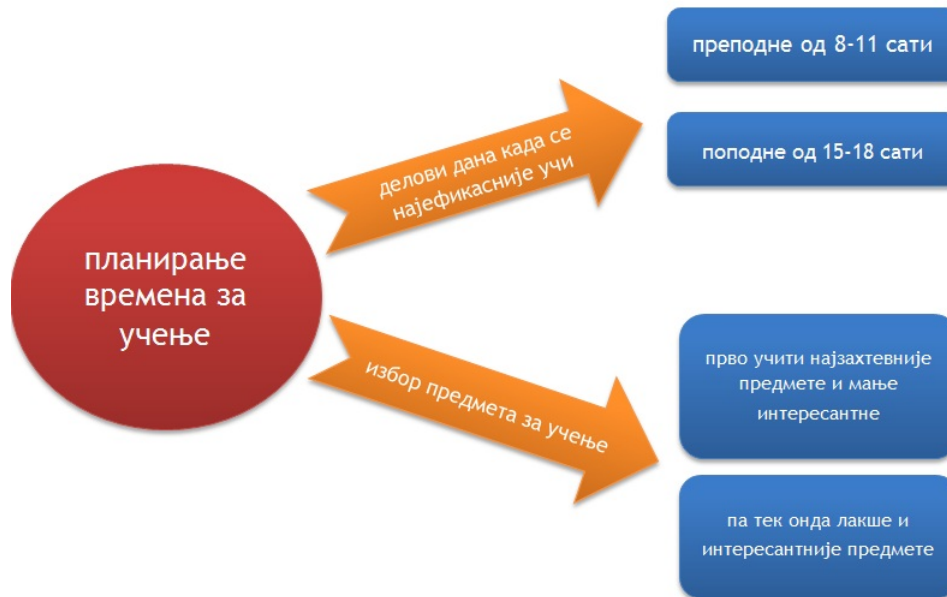 планирање
времена за
учење
делови дана када се
најефикасније учи
преподне од 8-11 сати
поподне од 15-18 сати
избор предмета за учење
прво учити најзахтевније
предмете и мање
интересантне
па тек онда лакше и
интересантније предмете